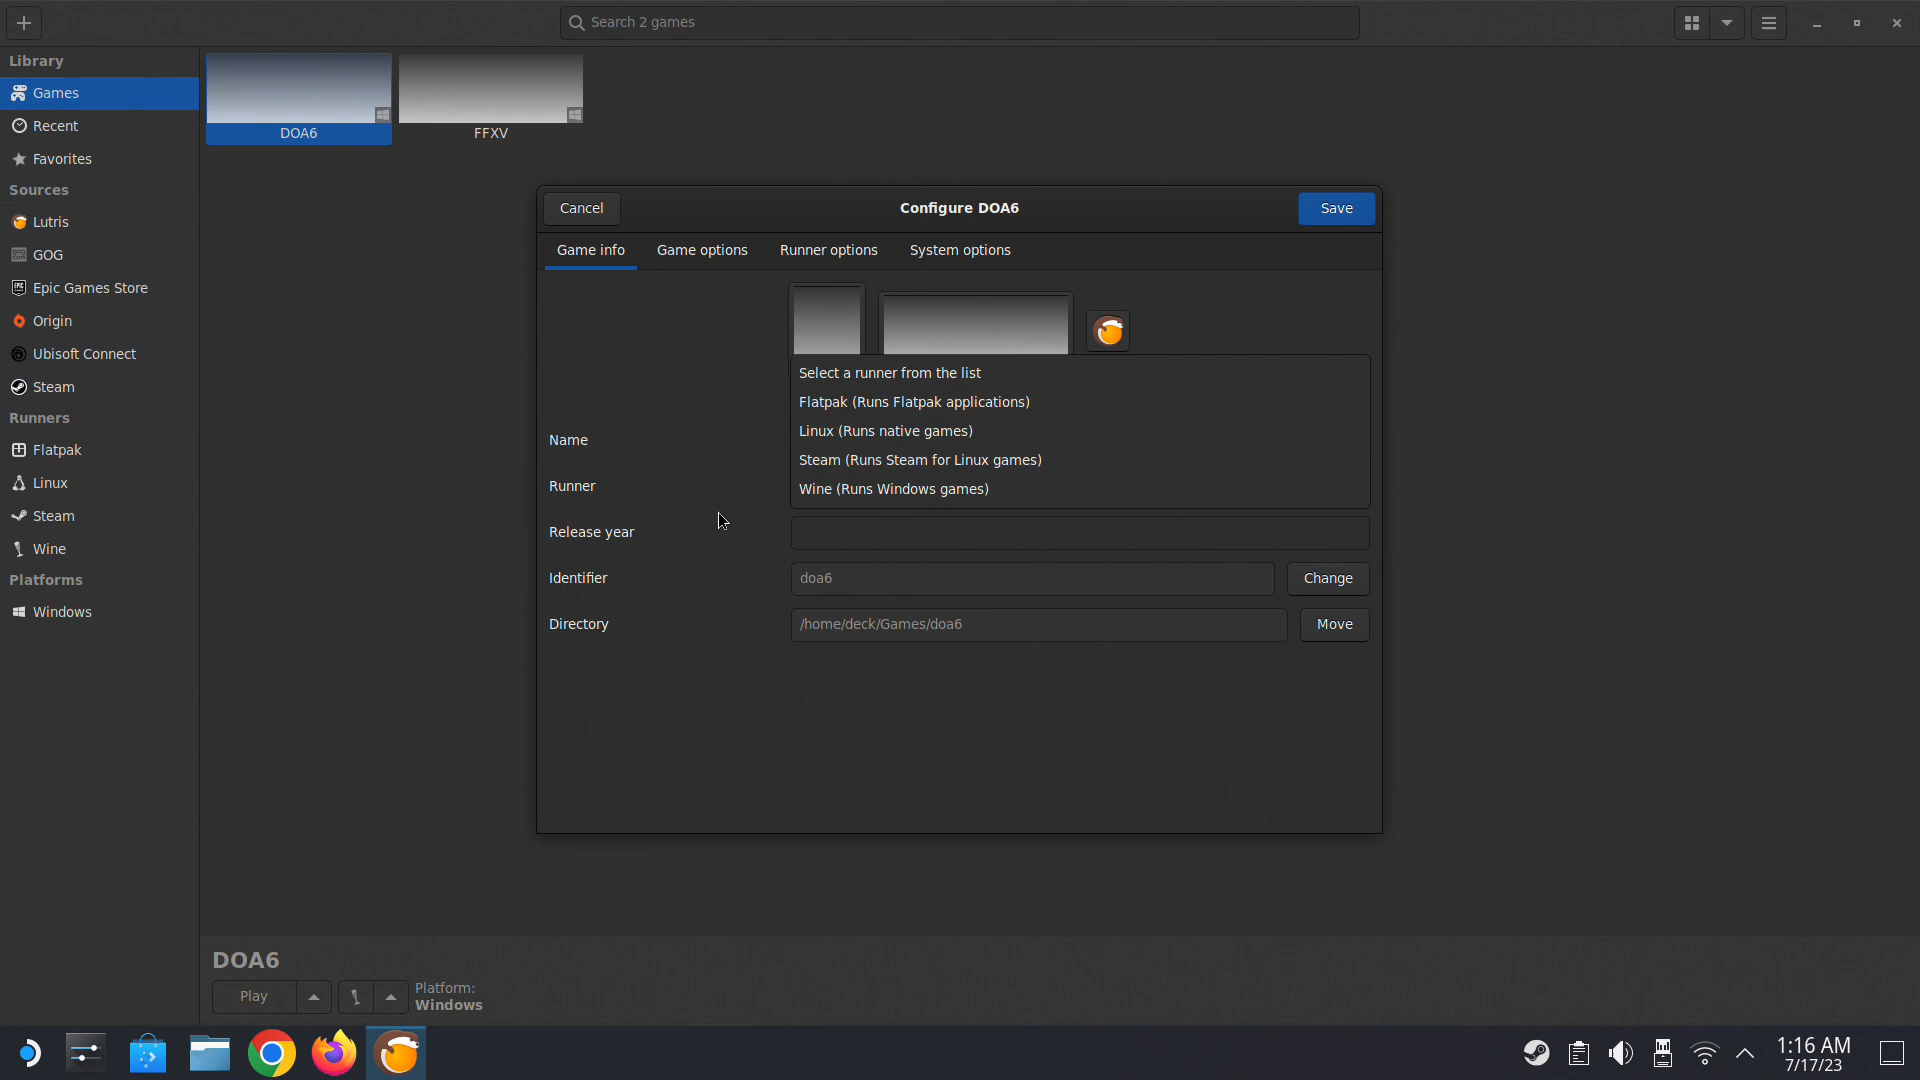 Search 2 games
Library
Games
Recent
Favorites
Sources
Lutris
GOG
Epic Games Store
Origin
Ubisoft Connect
Steam
Runners
Flatpak
Linux
Steam
Wine
Platforms
Windows
DOA6
FFXV
Cancel
Configure DOA6
Save
Game info
Game options
Runner options
System options
Select a runner from the list
Flatpak (Runs Flatpak applications)
Linux (Runs native games)
Steam (Runs Steam for Linux games)
Wine (Runs Windows games)
Name
Runner
Release year
Identifier
doa6
Change
Directory
/home/deck/Games/doa6
Move
DOA6
Play
Platform:
Windows
1:16 AM
7/17/23